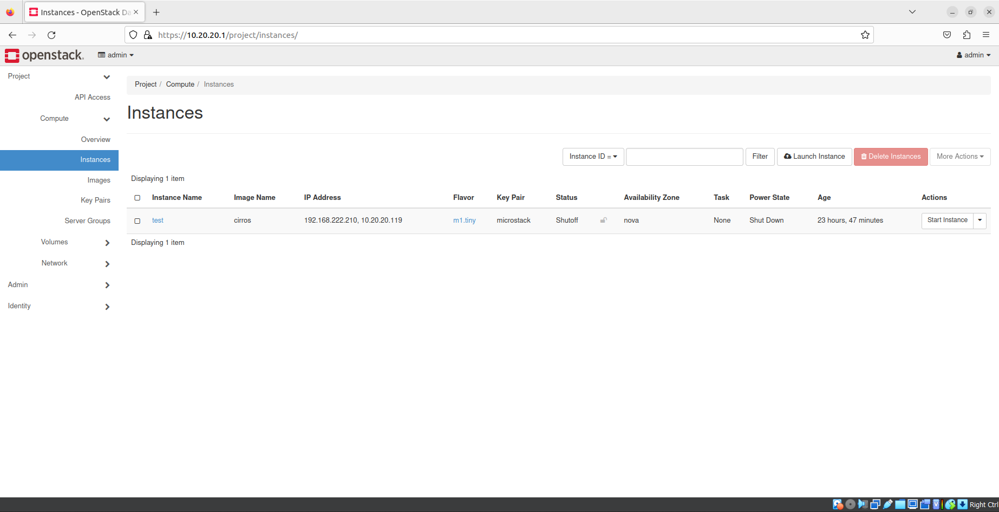 Instances - OpenStack Da
https://10.20.20.1/project/instances/
openstack. admin admin
Project
API Access
Compute
Overview
Instances
Images
Key Pairs
Server Groups
Volumes
Network
Admin
Identity
Project / Compute / Instances
Instances
Instance ID = Filter Launch Instance Delete Instances More Actions
Displaying 1 item
Instance Name Image Name IP Address Flavor Key Pair Status Availability Zone Task Power State Age Actions
test cirros 192.168.222.210, 10.20.20.119 m1.tiny microstack Shutoff nova None Shut Down 23 hours, 47 minutes Start Instance
Displaying 1 item
V Right Ctrl